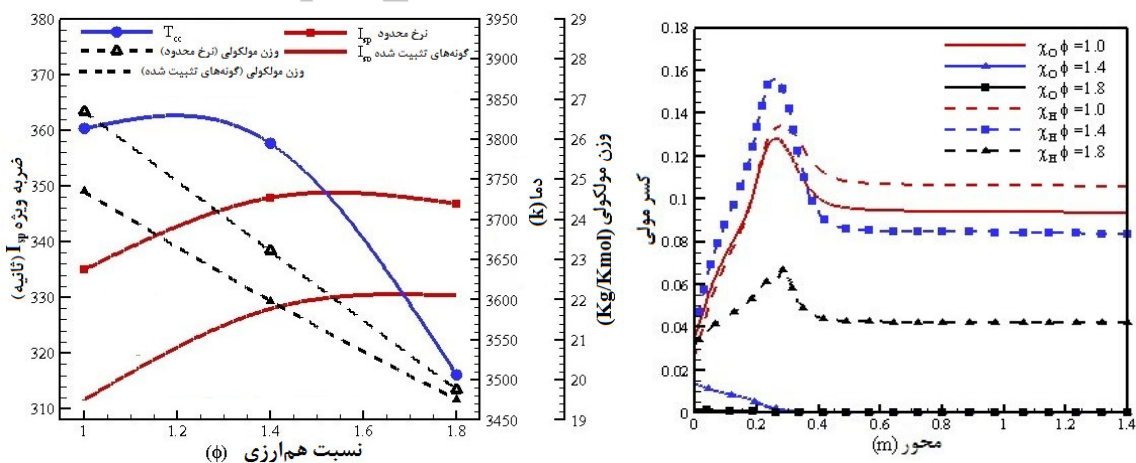 380
370
360
350
340
330
320
310
ضربه ویژه Isp (ثانیه)
Tcc
وزن مولکولی (نرخ محدود)
وزن مولکولی (گونه‌های تثبیت شده)
Isp نرخ محدود
Isp گونه‌های تثبیت شده
1 1.2 1.4 1.6 1.8
نسبت هم‌ارزی (ϕ)
3950
3900
3850
3800
3750
3700
3650
3600
3550
3500
3450
دما (k)
29
28
27
26
25
24
23
22
21
20
19
وزن مولکولی (Kg/Kmol)
0.18
0.16
0.14
0.12
0.10
0.08
0.06
0.04
0.02
0
کسر مولی
χO ϕ =1.0
χO ϕ =1.4
χO ϕ =1.8
χH ϕ =1.0
χH ϕ =1.4
χH ϕ =1.8
0 0.2 0.4 0.6 0.8 1.0 1.2 1.4
محور (m)